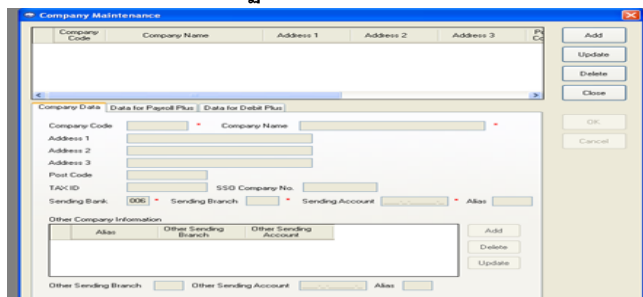 Company Maintenance
Company Code Company Name Address 1 Address 2 Address 3
Add
Update
Delete
Close
Company Data Data for Payroll Plus Data for Debit Plus
Company Code * Company Name *
OK
Address 1
Cancel
Address 2
Address 3
Post Code
TAX ID SSO Company No.
Sending Bank 006 * Sending Branch * Sending Account * Alias
Other Company Information
Alias Other Sending Branch Other Sending Account
Add
Delete
Update
Other Sending Branch Other Sending Account Alias